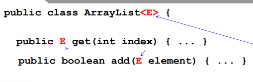 public class ArrayList<E> {
public E get(int index) { ... }
public boolean add(E element) { ... }